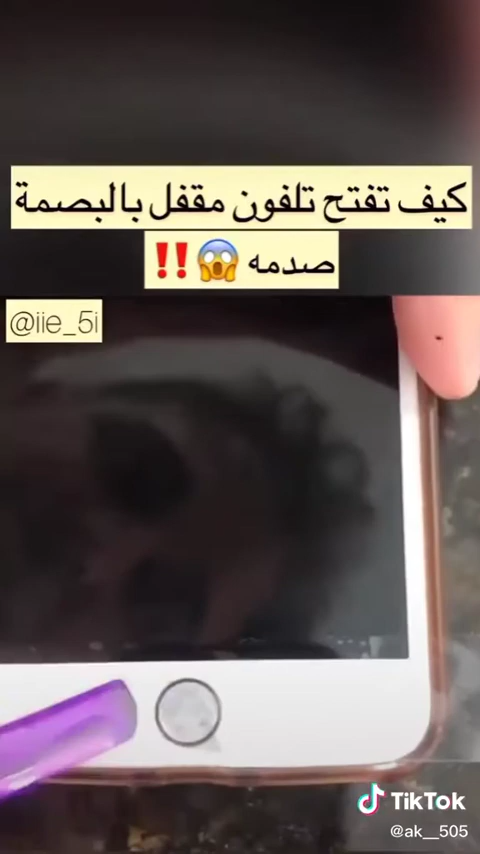 كيف تفتح تلفون مقفل بالبصمة
صدمه 😱‼️
@iie_5i
TikTok
@ak__505